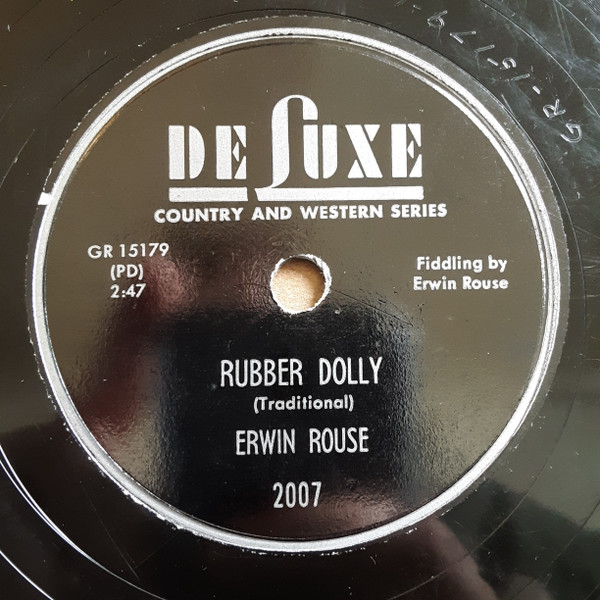 GR-15179
DE LUXE
COUNTRY AND WESTERN SERIES
GR 15179
(PD)
2:47
Fiddling by
Erwin Rouse
RUBBER DOLLY
(Traditional)
ERWIN ROUSE
2007